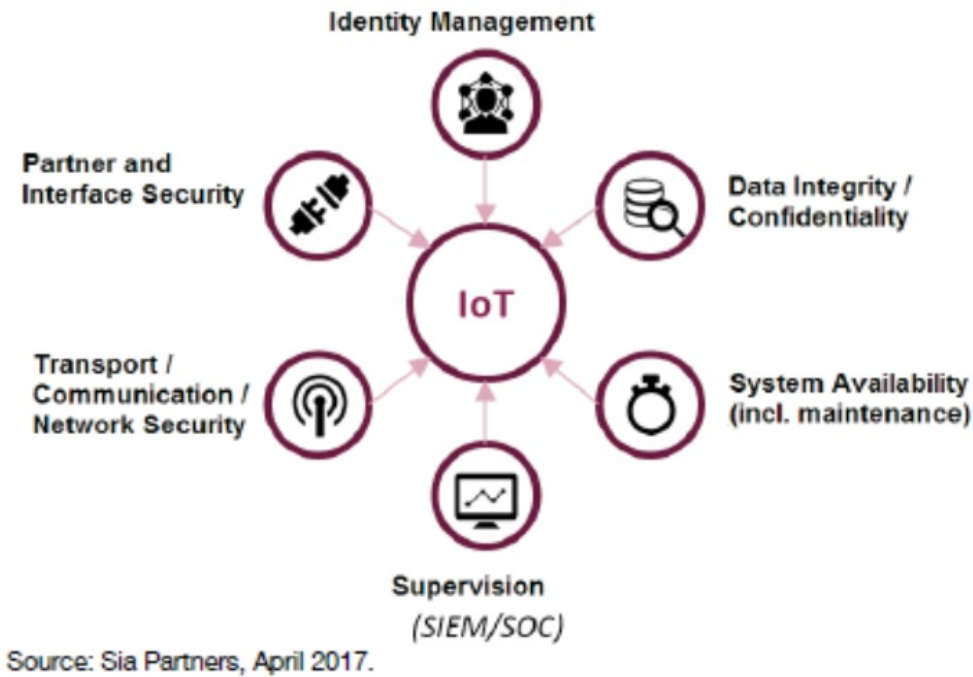 Identity Management
Partner and
Interface Security
Data Integrity /
Confidentiality
IoT
Transport /
Communication /
Network Security
System Availability
(incl. maintenance)
Supervision
(SIEM/SOC)
Source: Sia Partners, April 2017.